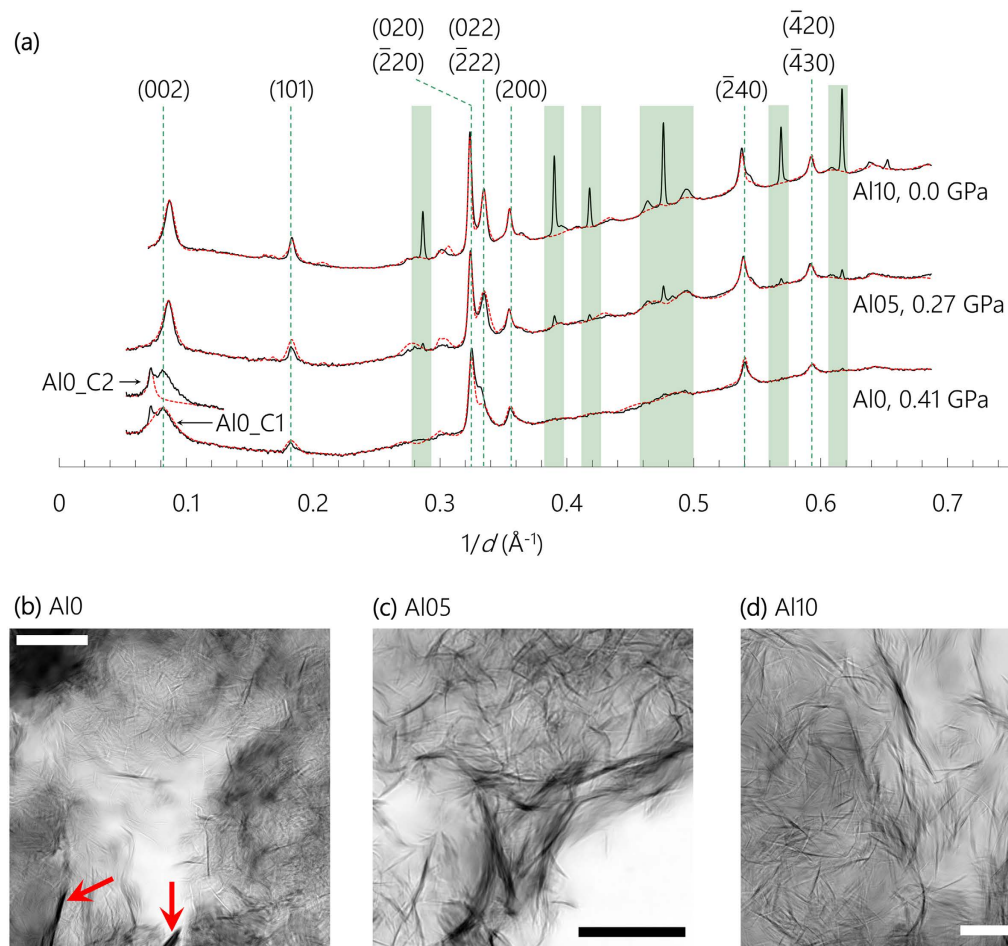 (a)
(020) (022) (4̅20)
(2̅20) (2̅22) (4̅30)
(002) (101) (200) (2̅40)
Al10, 0.0 GPa
Al05, 0.27 GPa
Al0_C2
Al0, 0.41 GPa
Al0_C1
0 0.1 0.2 0.3 0.4 0.5 0.6 0.7
1/d (Å⁻¹)
(b) Al0 (c) Al05 (d) Al10